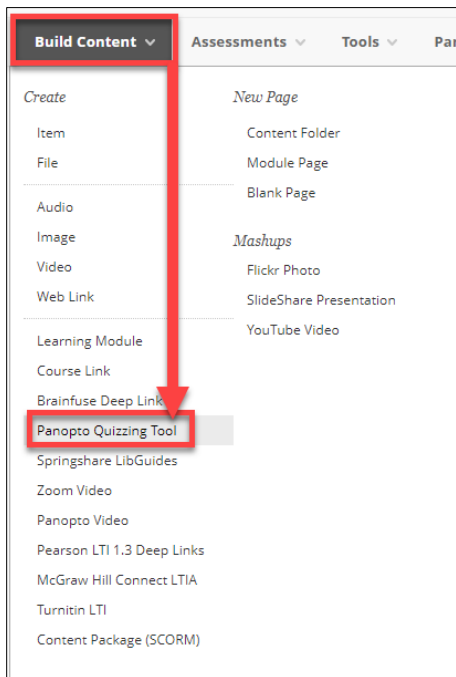 Build Content Assessments Tools
Create
Item
File
Audio
Image
Video
Web Link
Learning Module
Course Link
Brainfuse Deep Link
Panopto Quizzing Tool
Springshare LibGuides
Zoom Video
Panopto Video
Pearson LTI 1.3 Deep Links
McGraw Hill Connect LTIA
Turnitin LTI
Content Package (SCORM)
New Page
Content Folder
Module Page
Blank Page
Mashups
Flickr Photo
SlideShare Presentation
YouTube Video